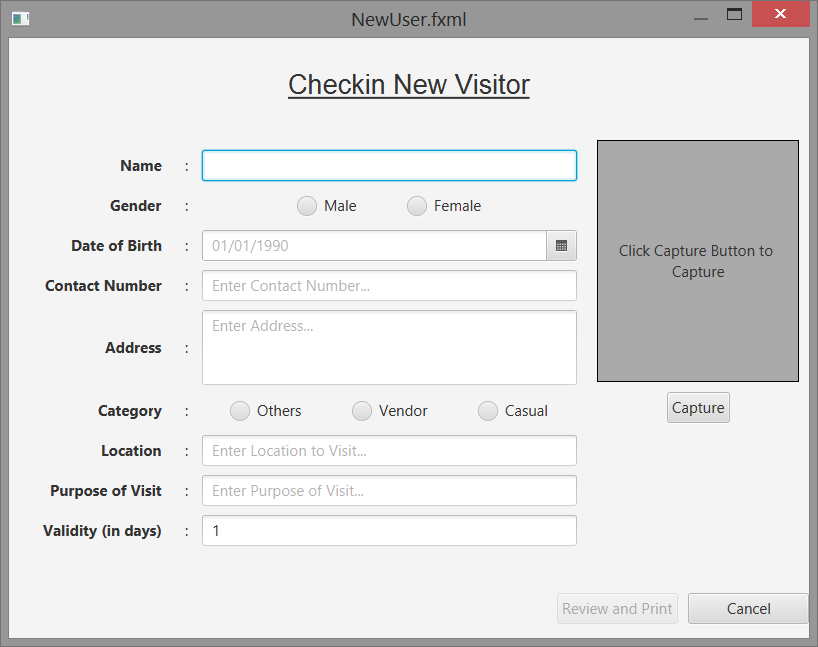 NewUser.fxml
Checkin New Visitor
Name :
Gender : Male Female
Date of Birth : 01/01/1990
Contact Number : Enter Contact Number...
Address : Enter Address...
Click Capture Button to
Capture
Capture
Category : Others Vendor Casual
Location : Enter Location to Visit...
Purpose of Visit : Enter Purpose of Visit...
Validity (in days) : 1
Review and Print Cancel